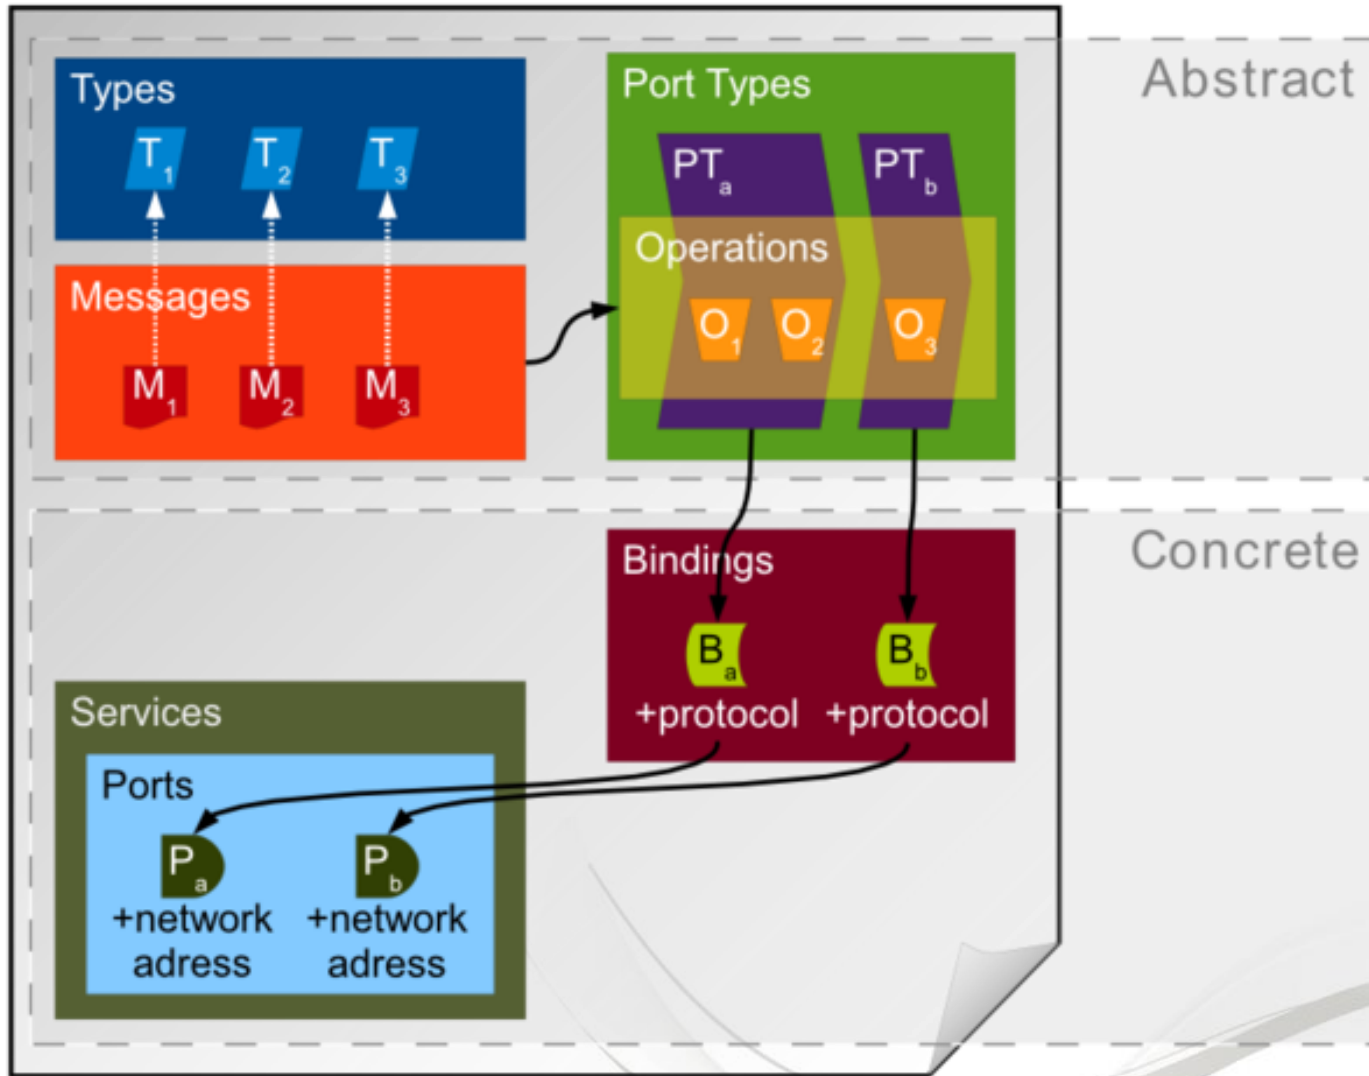 Abstract
Types
T1 T2 T3
Messages
M1 M2 M3
Port Types
PTa PTb
Operations
O1 O2 O3
Concrete
Bindings
Ba Bb
+protocol +protocol
Services
Ports
Pa Pb
+network +network
adress adress